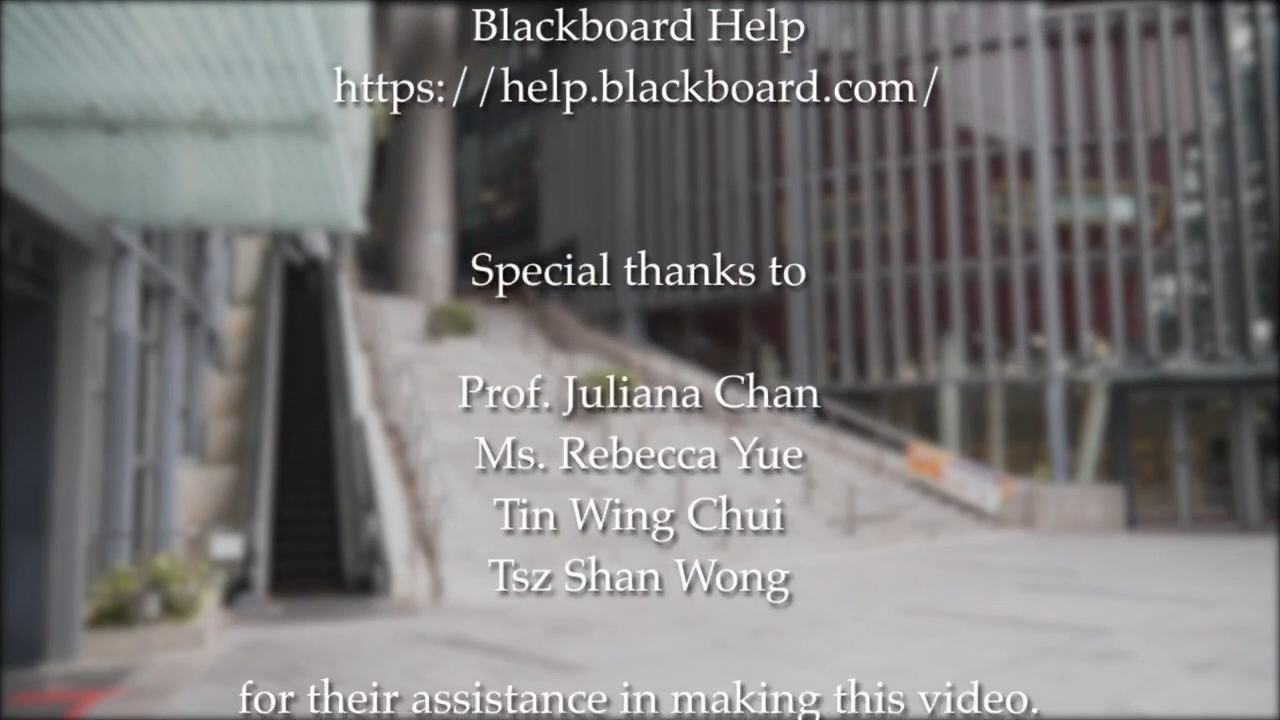 Blackboard Help
https://help.blackboard.com/
Special thanks to
Prof. Juliana Chan
Ms. Rebecca Yue
Tin Wing Chui
Tsz Shan Wong
for their assistance in making this video.